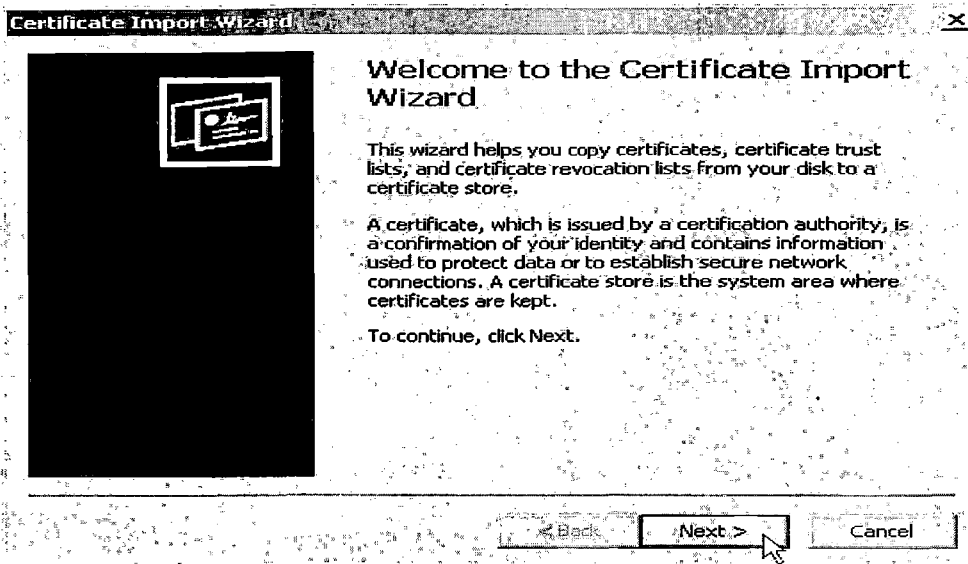 Certificate Import Wizard
Welcome to the Certificate Import
Wizard
This wizard helps you copy certificates, certificate trust
lists, and certificate revocation lists from your disk to a
certificate store.
A certificate, which is issued by a certification authority, is
a confirmation of your identity and contains information
used to protect data or to establish secure network
connections. A certificate store is the system area where
certificates are kept.
To continue, click Next.
< Back Next > Cancel